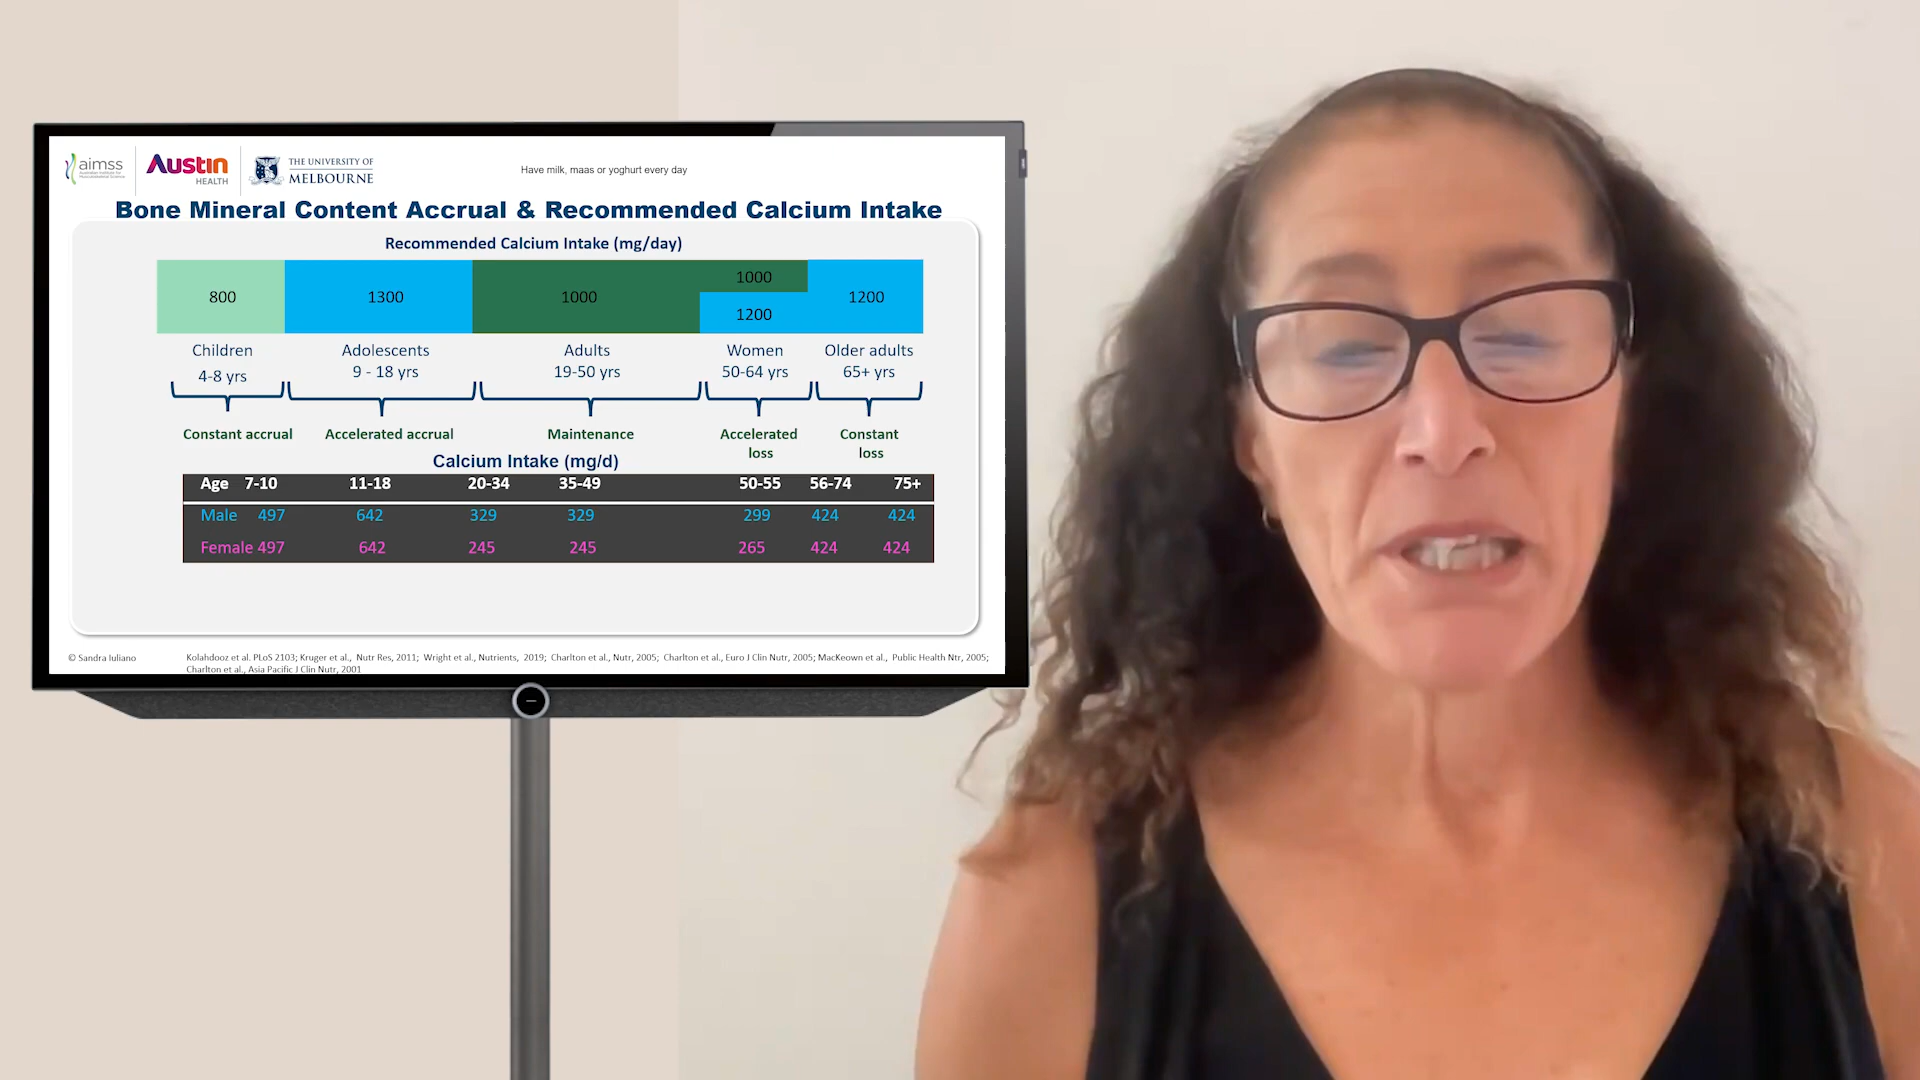 aimss
Austin
HEALTH
THE UNIVERSITY OF
MELBOURNE
Have milk, maas or yoghurt every day
Bone Mineral Content Accrual & Recommended Calcium Intake
Recommended Calcium Intake (mg/day)
800 1300 1000 1000 1200 1200
Children Adolescents Adults Women Older adults
4-8 yrs 9 - 18 yrs 19-50 yrs 50-64 yrs 65+ yrs
Constant accrual Accelerated accrual Maintenance Accelerated loss Constant loss
Calcium Intake (mg/d)
Age 7-10 11-18 20-34 35-49 50-55 56-74 75+
Male 497 642 329 329 299 424 424
Female 497 642 245 245 265 424 424
© Sandra Iuliano
Kolahdooz et al. PLoS 2103; Kruger et al., Nutr Res, 2011; Wright et al., Nutrients, 2019; Charlton et al., Nutr, 2005; Charlton et al., Euro J Clin Nutr, 2005; MacKeown et al., Public Health Ntr, 2005;
Charlton et al., Asia Pacific J Clin Nutr, 2001